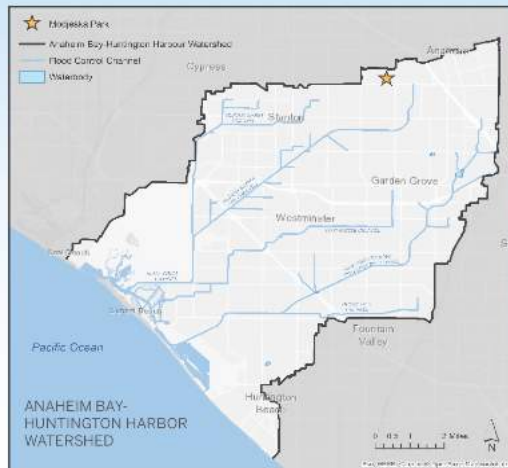 Modjeska Park
Anaheim Bay-Huntington Harbour Watershed
Flood Control Channel
Waterbody
Anaheim
Cypress
Stanton
Garden Grove
Westminster
Seal Beach
Sunset Beach
Pacific Ocean
Fountain
Valley
Huntington
Beach
ANAHEIM BAY-
HUNTINGTON HARBOR
WATERSHED
0 0.5 1 2 Miles
N